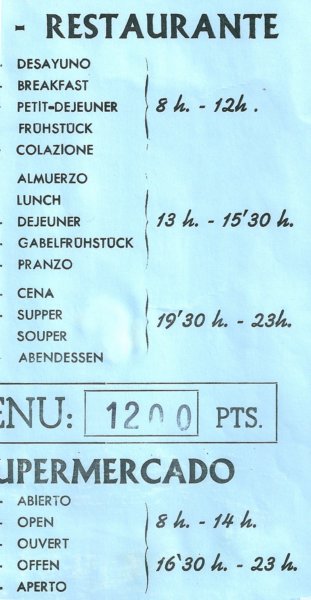 - RESTAURANTE
- DESAYUNO
- BREAKFAST
- PETIT-DEJEUNER 8 h. - 12h.
FRÜHSTÜCK
- COLAZIONE
ALMUERZO
LUNCH
- DEJEUNER 13 h. - 15'30 h.
- GABELFRÜHSTÜCK
- PRANZO
- CENA
- SUPPER 19'30 h. - 23h.
SOUPER
- ABENDESSEN
ENU: 1200 PTS.
UPERMERCADO
- ABIERTO
- OPEN 8 h. - 14 h.
- OUVERT
- OFFEN 16'30 h. - 23 h.
- APERTO